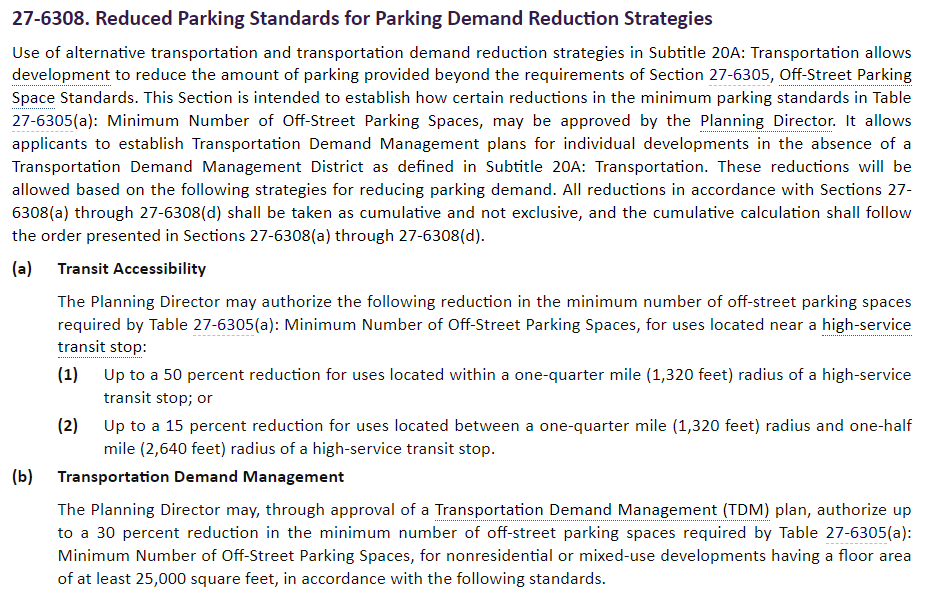 27-6308. Reduced Parking Standards for Parking Demand Reduction Strategies
Use of alternative transportation and transportation demand reduction strategies in Subtitle 20A: Transportation allows
development to reduce the amount of parking provided beyond the requirements of Section 27-6305, Off-Street Parking
Space Standards. This Section is intended to establish how certain reductions in the minimum parking standards in Table
27-6305(a): Minimum Number of Off-Street Parking Spaces, may be approved by the Planning Director. It allows
applicants to establish Transportation Demand Management plans for individual developments in the absence of a
Transportation Demand Management District as defined in Subtitle 20A: Transportation. These reductions will be
allowed based on the following strategies for reducing parking demand. All reductions in accordance with Sections 27-
6308(a) through 27-6308(d) shall be taken as cumulative and not exclusive, and the cumulative calculation shall follow
the order presented in Sections 27-6308(a) through 27-6308(d).
(a) Transit Accessibility
The Planning Director may authorize the following reduction in the minimum number of off-street parking spaces
required by Table 27-6305(a): Minimum Number of Off-Street Parking Spaces, for uses located near a high-service
transit stop:
(1) Up to a 50 percent reduction for uses located within a one-quarter mile (1,320 feet) radius of a high-service
transit stop; or
(2) Up to a 15 percent reduction for uses located between a one-quarter mile (1,320 feet) radius and one-half
mile (2,640 feet) radius of a high-service transit stop.
(b) Transportation Demand Management
The Planning Director may, through approval of a Transportation Demand Management (TDM) plan, authorize up
to a 30 percent reduction in the minimum number of off-street parking spaces required by Table 27-6305(a):
Minimum Number of Off-Street Parking Spaces, for nonresidential or mixed-use developments having a floor area
of at least 25,000 square feet, in accordance with the following standards.